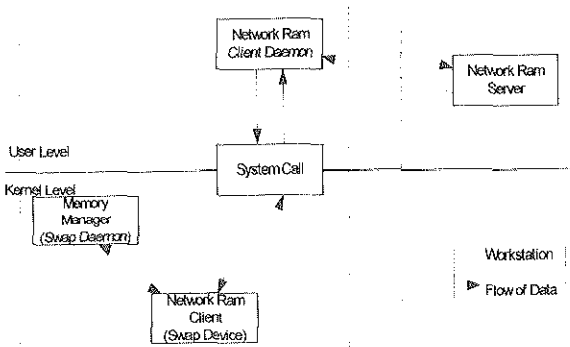 Network Ram
Client Daemon
Network Ram
Server
User Level
System Call
Kernel Level
Memory
Manager
(Swap Daemon)
Workstation
Flow of Data
Network Ram
Client
(Swap Device)